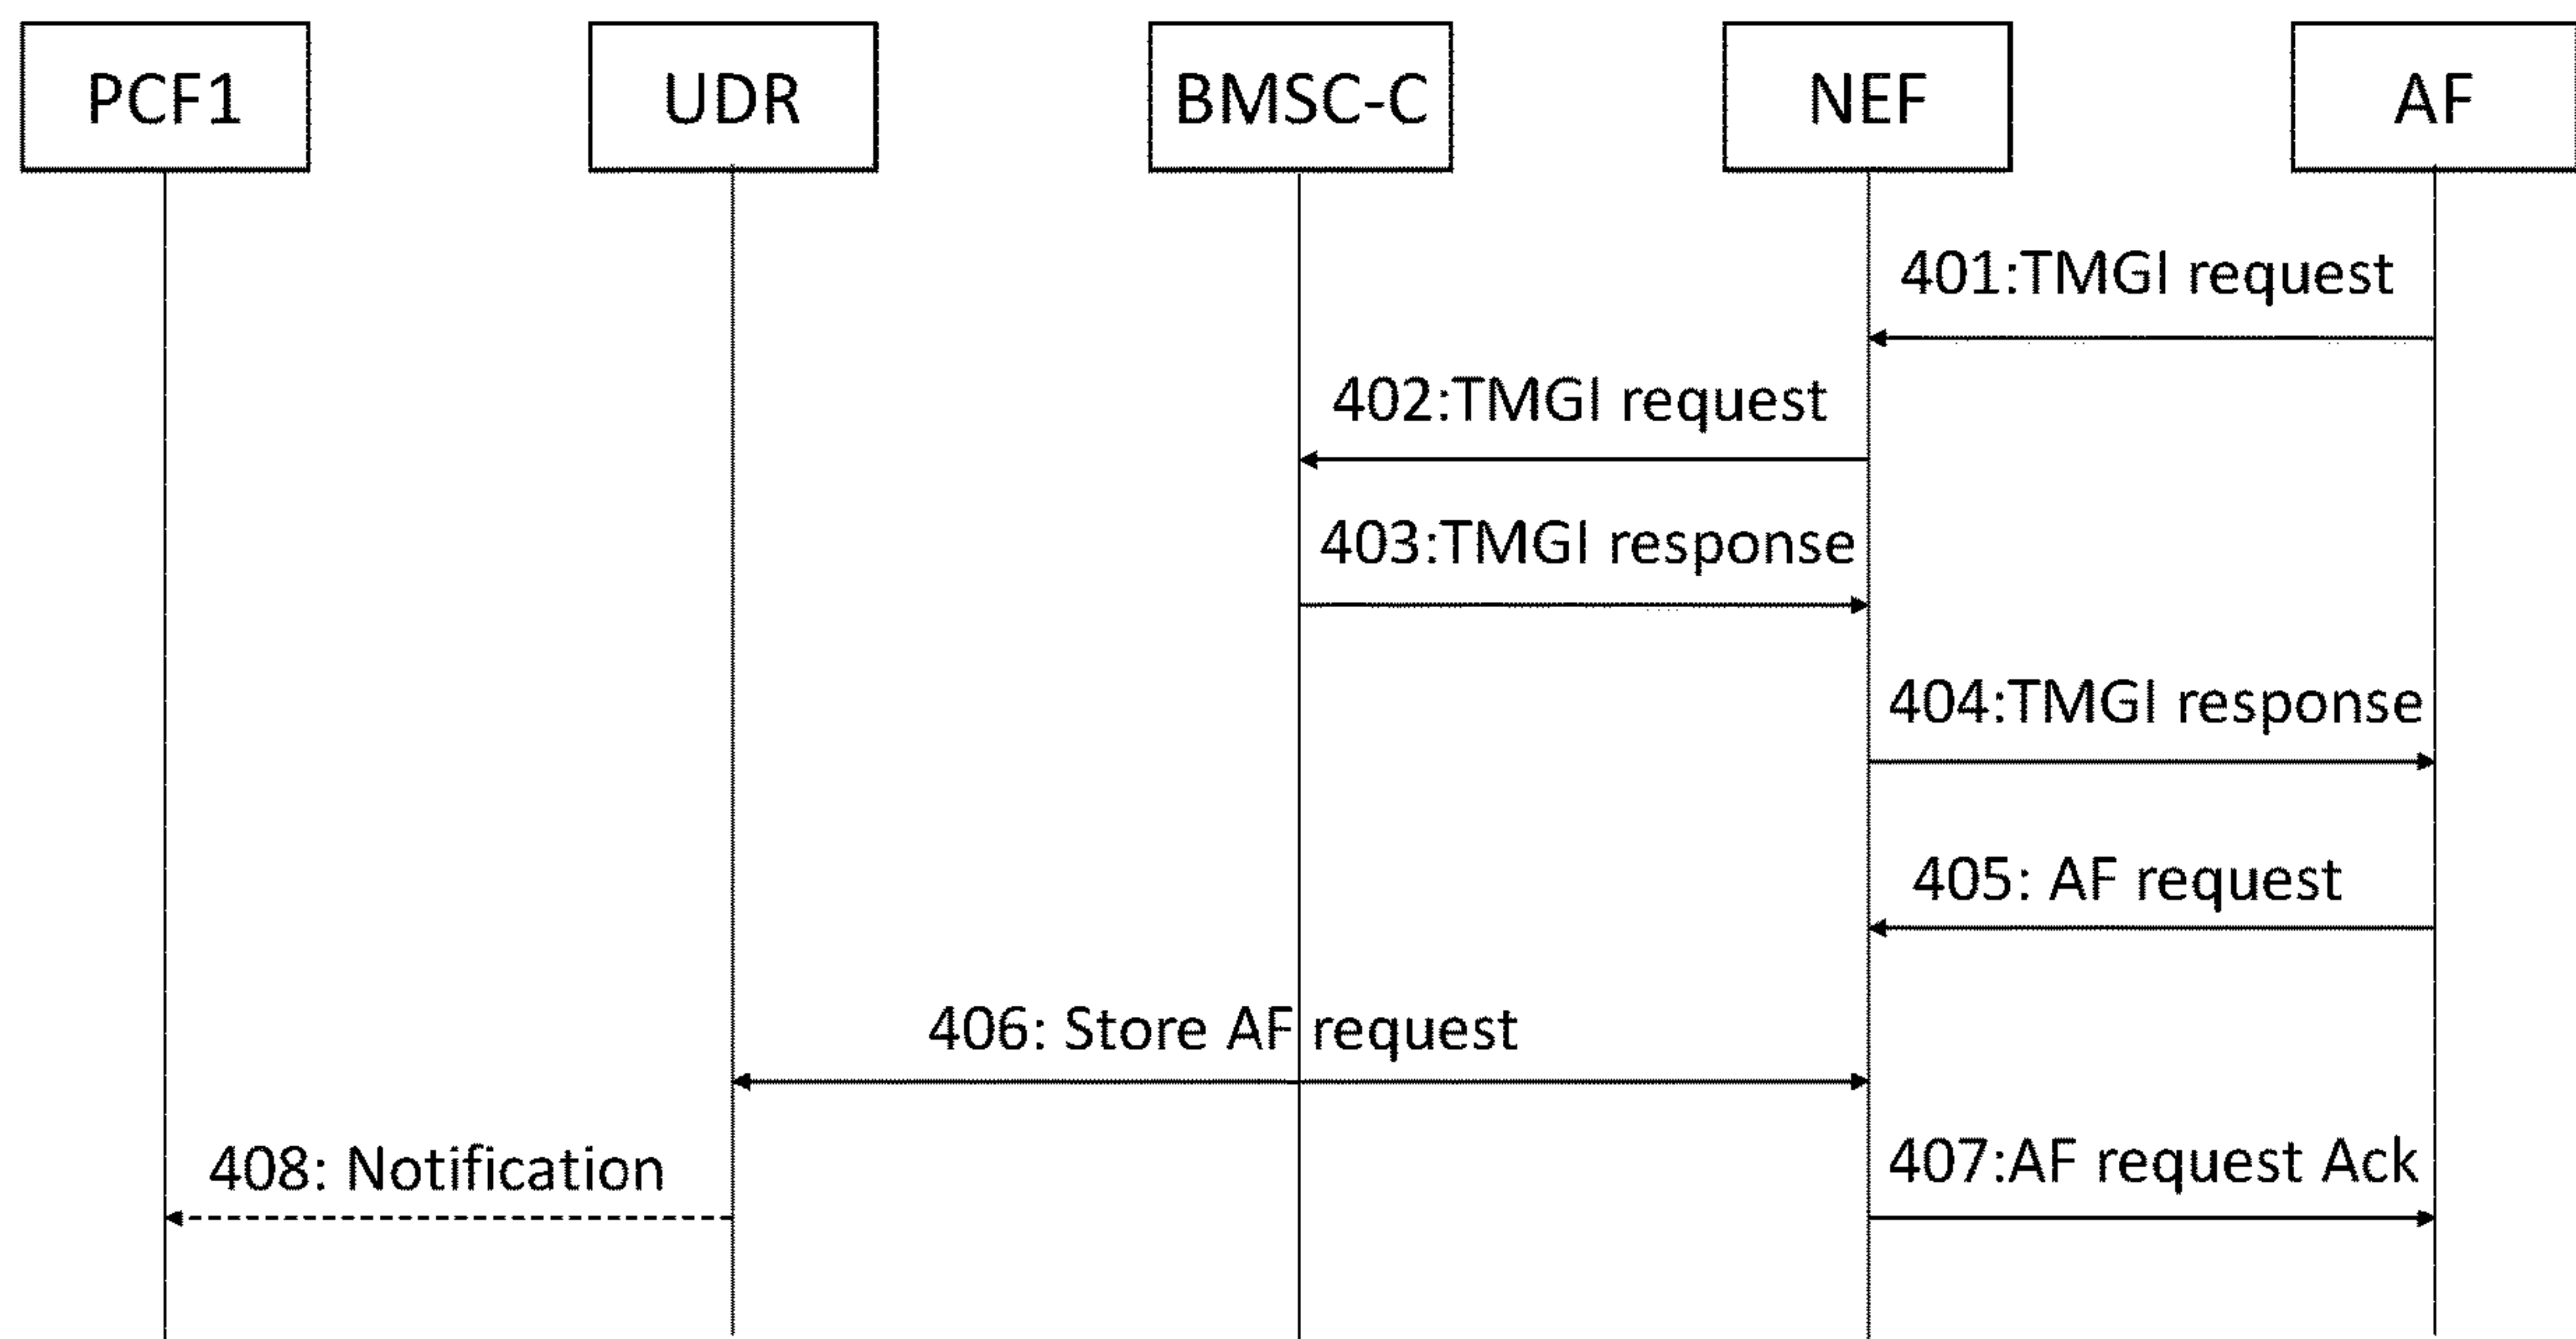 PCF1
UDR
BMSC-C
NEF
AF
401:TMGI request
402:TMGI request
403:TMGI response
404:TMGI response
405: AF request
406: Store AF request
408: Notification
407:AF request Ack